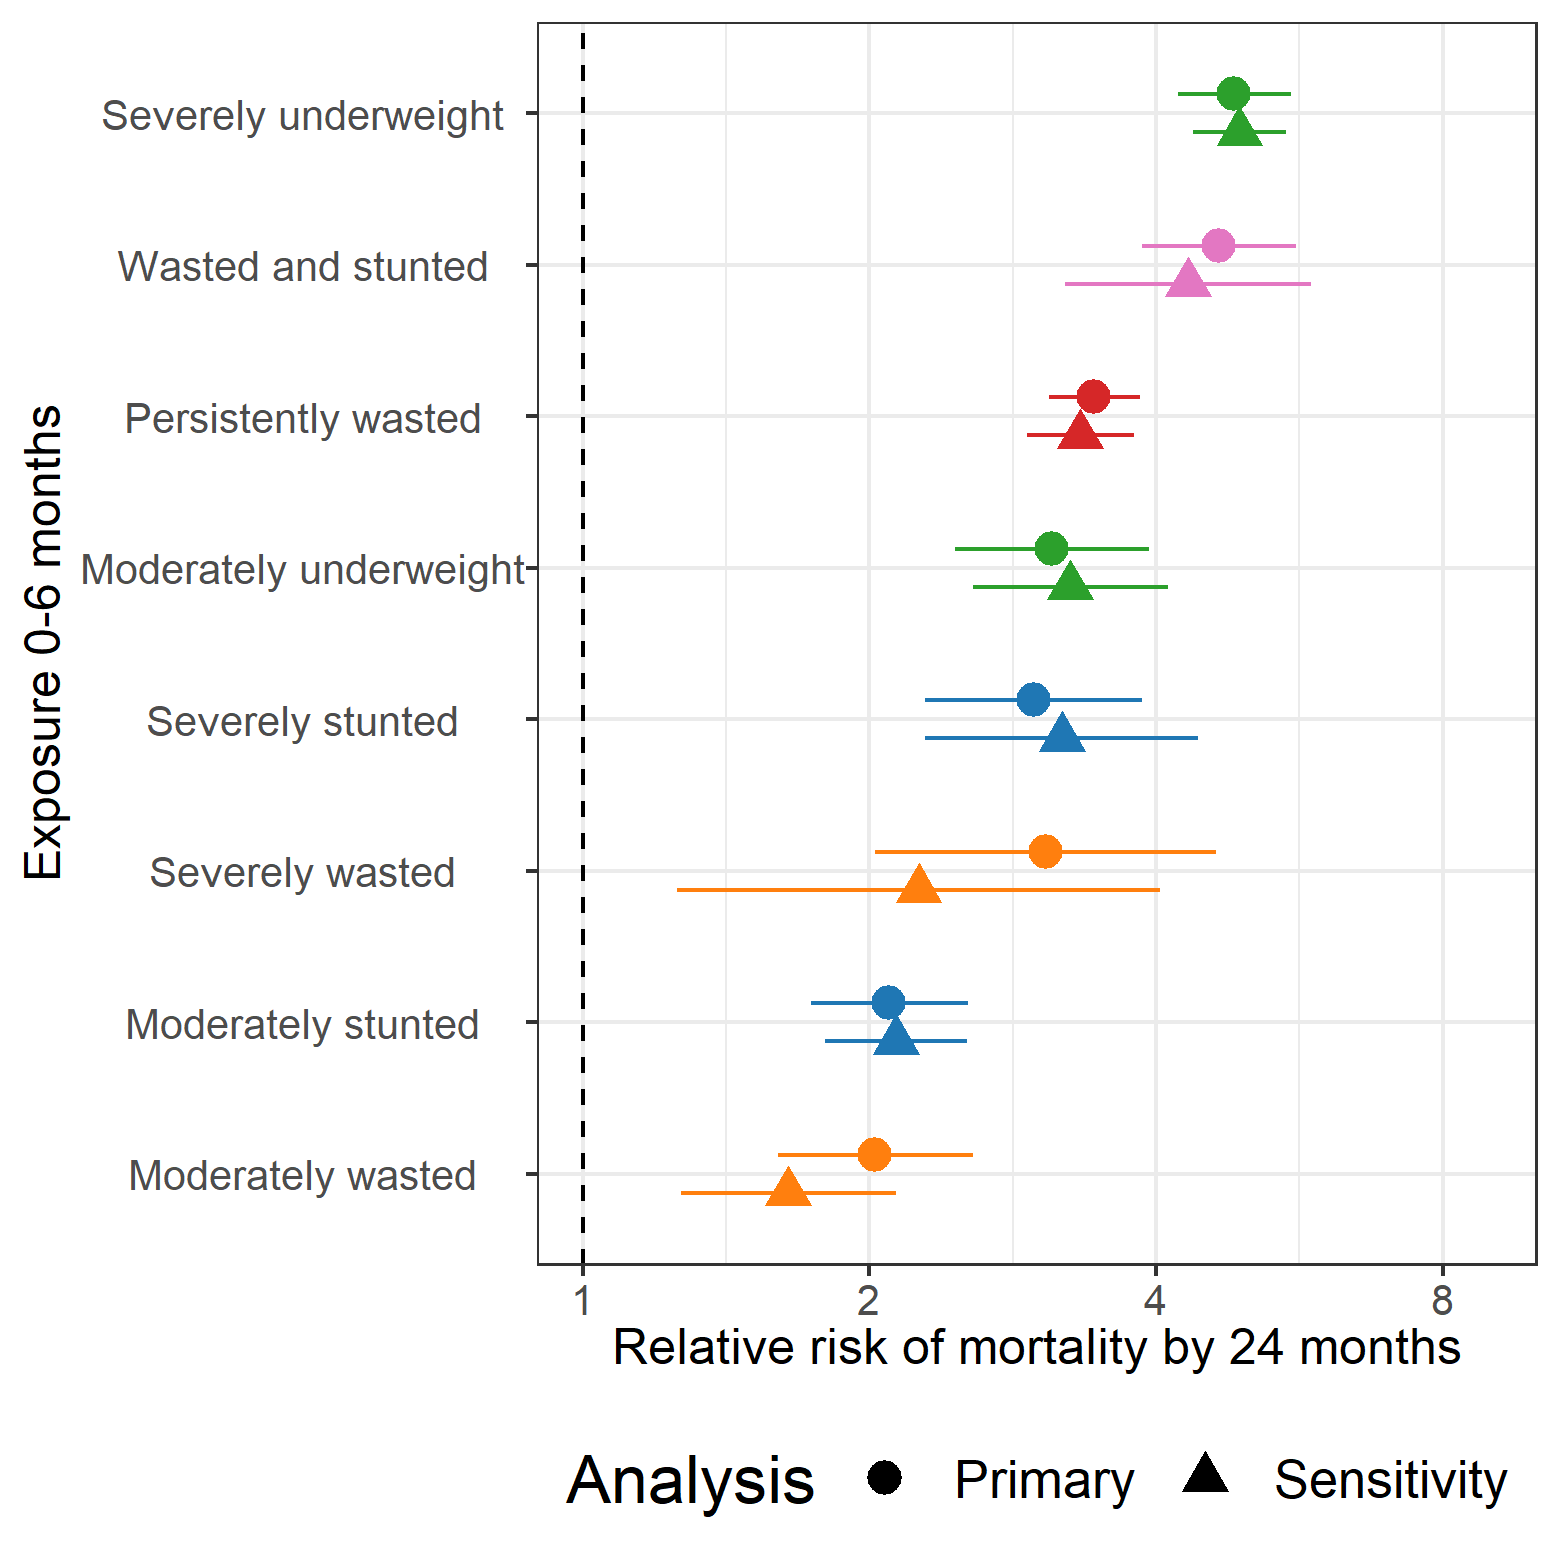 Severely underweight
Wasted and stunted
Persistently wasted
Moderately underweight
Severely stunted
Severely wasted
Moderately stunted
Moderately wasted
Exposure 0-6 months
1 2 4 8
Relative risk of mortality by 24 months
Analysis Primary Sensitivity